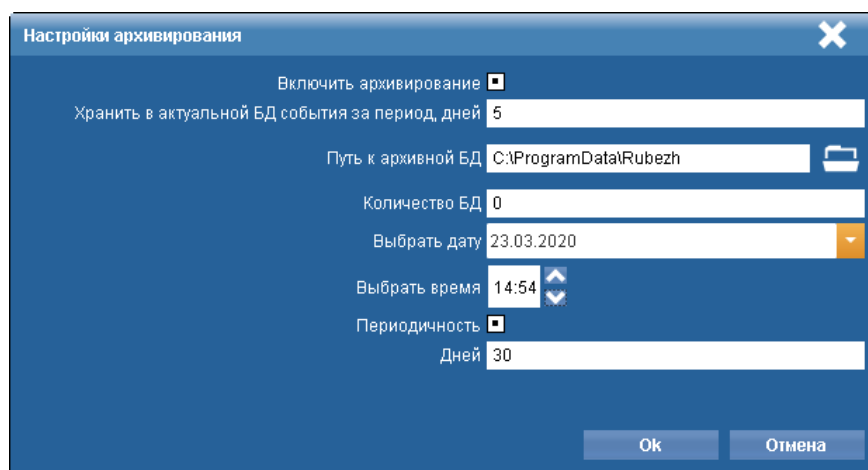 Настройки архивирования
Включить архивирование
Хранить в актуальной БД события за период, дней 5
Путь к архивной БД C:\ProgramData\Rubezh
Количество БД 0
Выбрать дату 23.03.2020
Выбрать время 14:54
Периодичность
Дней 30
Ok Отмена